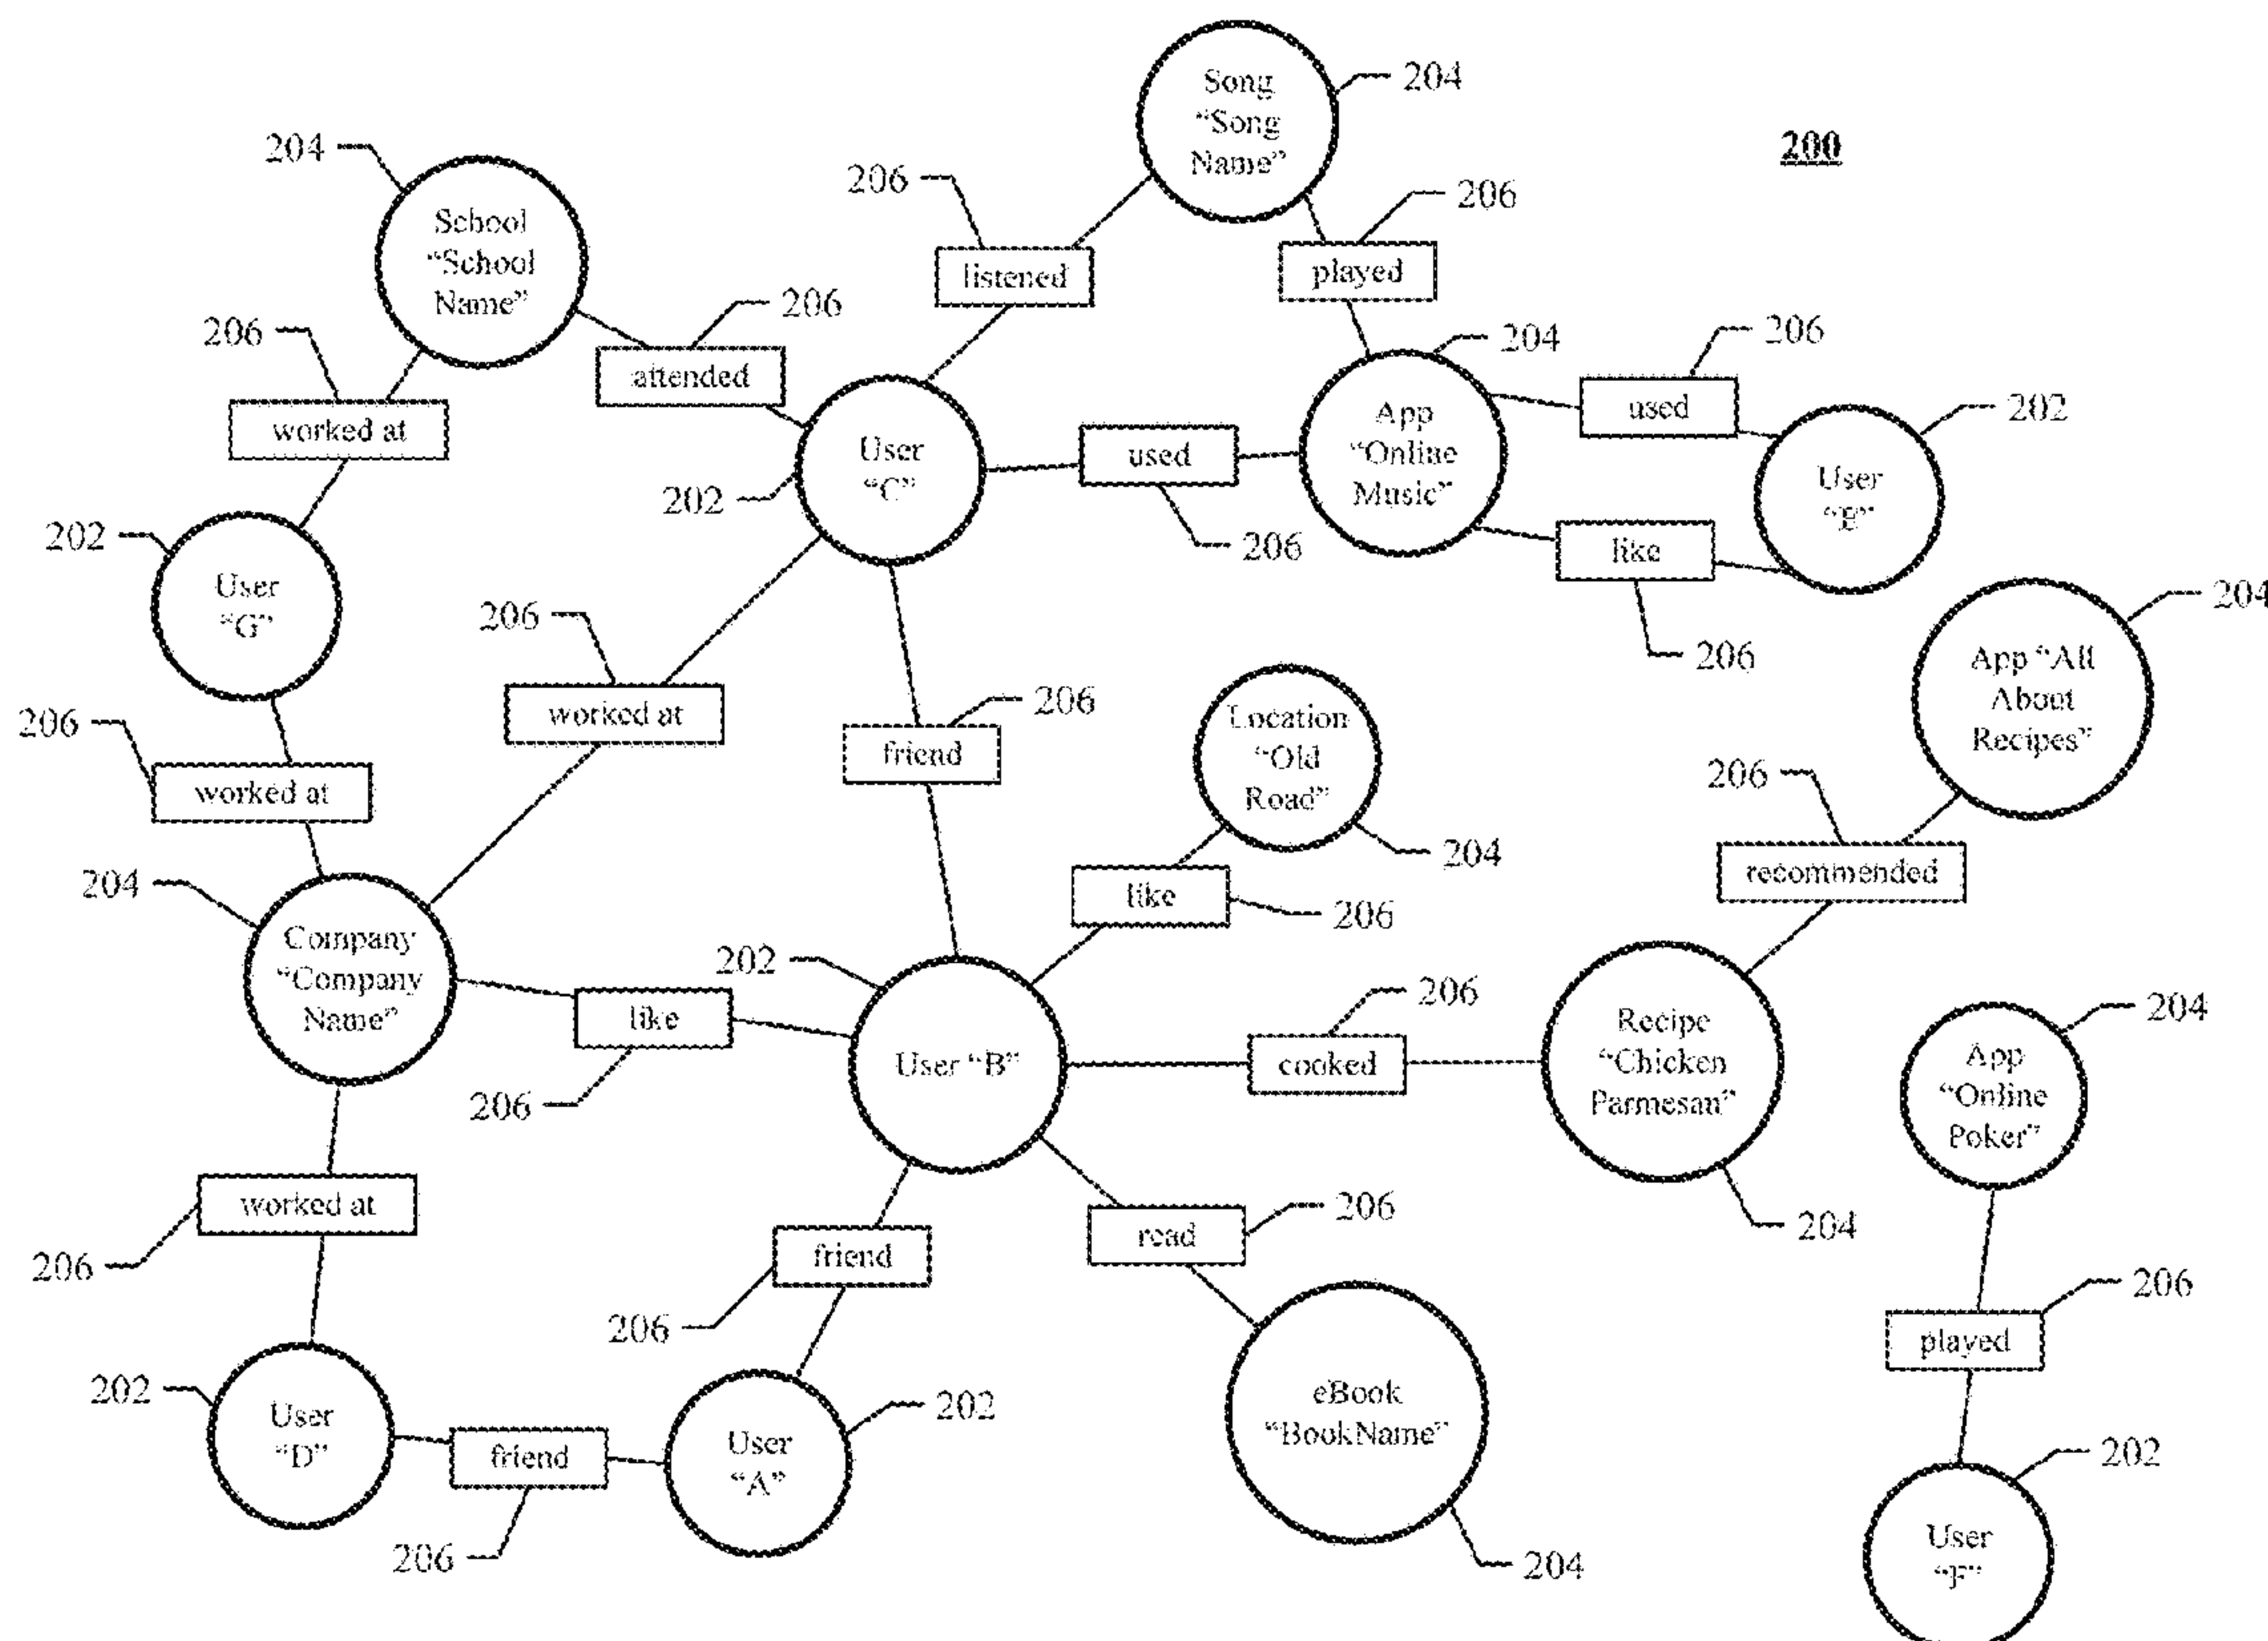 204
Song
“Song
Name”
200
204
School
“School
Name”
206
listened
206
played
206
worked at
206
attended
204
App
“Online
Music”
206
used
202
User
“E”
User
“C”
202
used
206
like
206
202
User
“G”
206
worked at
206
friend
Location
“Old
Road”
204
204
App “All
About
Recipes”
206
worked at
206
recommended
204
Company
“Company
Name”
like
206
202
User “B”
like
206
206
cooked
Recipe
“Chicken
Parmesan”
204
204
App
“Online
Poker”
worked at
206
friend
206
read
206
206
played
202
User
“D”
friend
206
202
User
“A”
eBook
“BookName”
204
202
User
“F”